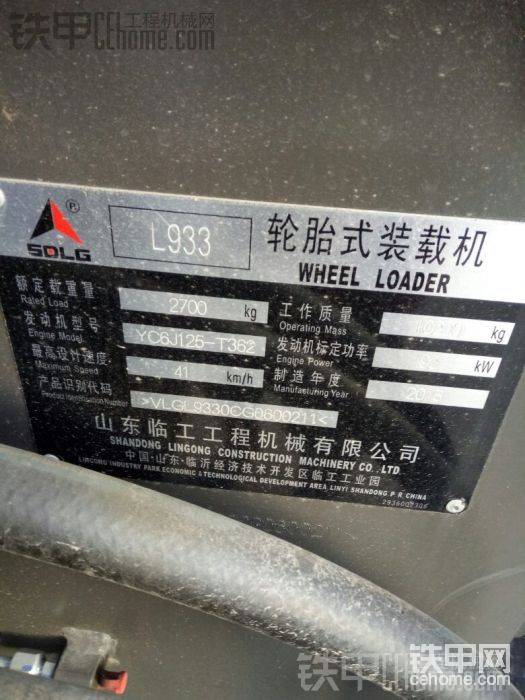 铁甲 工程机械网
CEhome.com
SDLG
L933
轮胎式装载机
WHEEL LOADER
额定载重量
Rated Load
2700
kg
工作质量
Operating Mass
kg
发动机型号
Engine Model
YC6J125-T362
发动机标定功率
Engine Power
kW
最高设计速度
Maximum Speed
41
km/h
制造年度
Manufacturing Year
产品识别代码
Product Identification Number
山东临工工程机械有限公司
SHANDONG LINGONG CONSTRUCTION MACHINERY CO., LTD.
中国·山东·临沂经济技术开发区临工工业园
LINGONG INDUSTRY PARK ECONOMIC & TECHNOLOGICAL DEVELOPMENT AREA, LINYI SHANDONG, P. R. CHINA
铁甲网
cehome.com